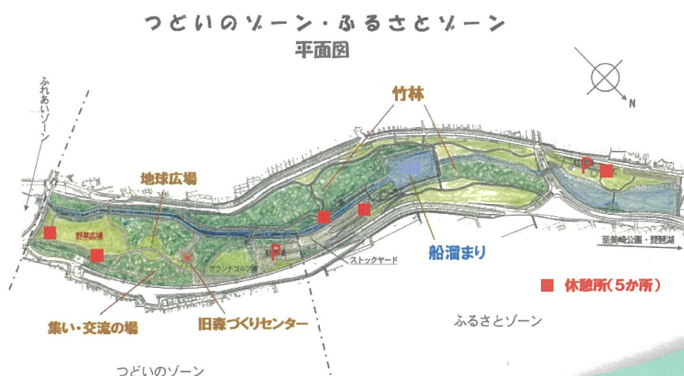 つどいのゾーン・ふるさとゾーン
平面図
N
ふれあいゾーン
竹林
地球広場
P
野草広場
船溜まり
至美崎公園・琵琶湖
P
ストックヤード
グラントゴルフ場
休憩所(5か所)
集い・交流の場
旧森づくりセンター
ふるさとゾーン
つどいのゾーン